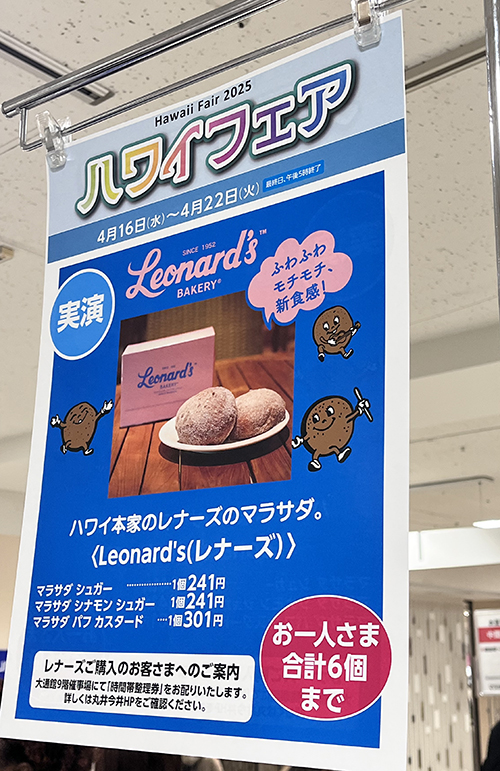 Hawaii Fair 2025
ハワイフェア
4月16日(水)~4月22日(火) 最終日、午後5時終了
実演
SINCE 1952
Leonard's™
BAKERY®
ふわふわ
モチモチ、
新食感!
Leonard's
BAKERY
ハワイ本家のレナーズのマラサダ。
〈Leonard's(レナーズ)〉
マラサダ シュガー ………………1個241円
マラサダ シナモン シュガー 1個241円
マラサダ パフ カスタード ……1個301円
お一人さま
合計6個
まで
レナーズご購入のお客さまへのご案内
大通館9階催事場にて「時間帯整理券」をお配りいたします。
詳しくは丸井今井HPをご確認ください。